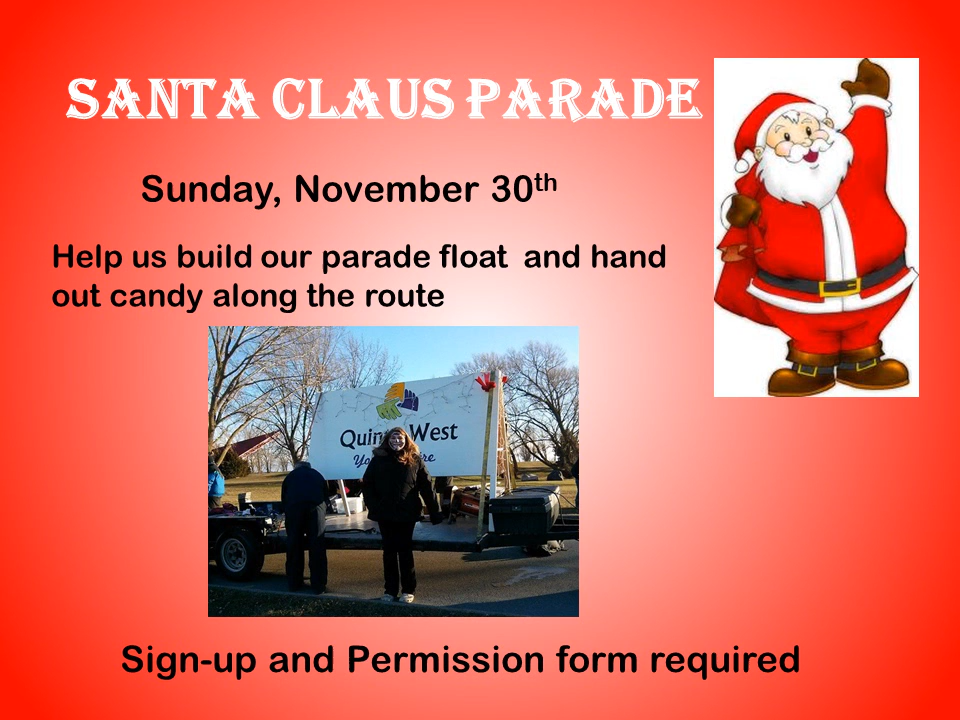 SANTA CLAUS PARADE
Sunday, November 30th
Help us build our parade float and hand
out candy along the route
West
Sign-up and Permission form required